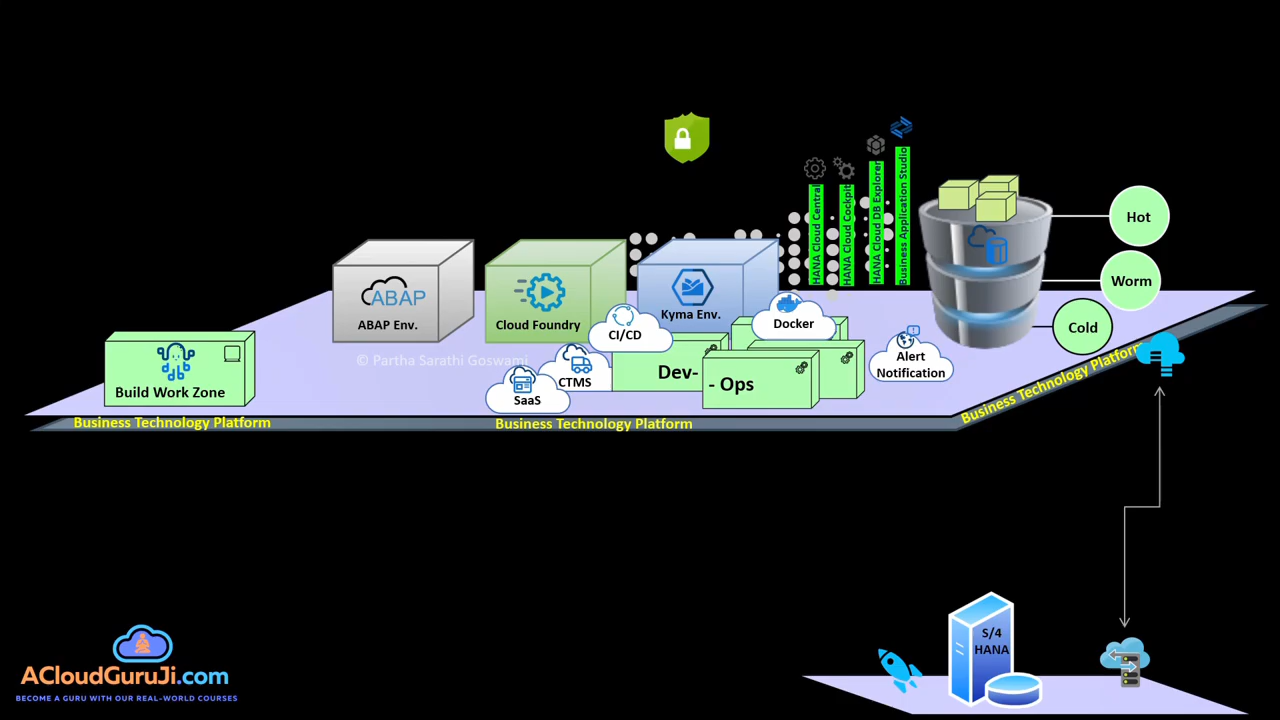 HANA Cloud Central
HANA Cloud Cockpit
HANA Cloud DB Explorer
Business Application Studio
Hot
Worm
Cold
ABAP
ABAP Env.
Cloud Foundry
Kyma Env.
CI/CD
Docker
Alert
Notification
© Partha Sarathi Goswami
Build Work Zone
CTMS
SaaS
Dev-
- Ops
Business Technology Platform
Business Technology Platform
Business Technology Platform
S/4
HANA
ACloudGuruJi.com
BECOME A GURU WITH OUR REAL-WORLD COURSES